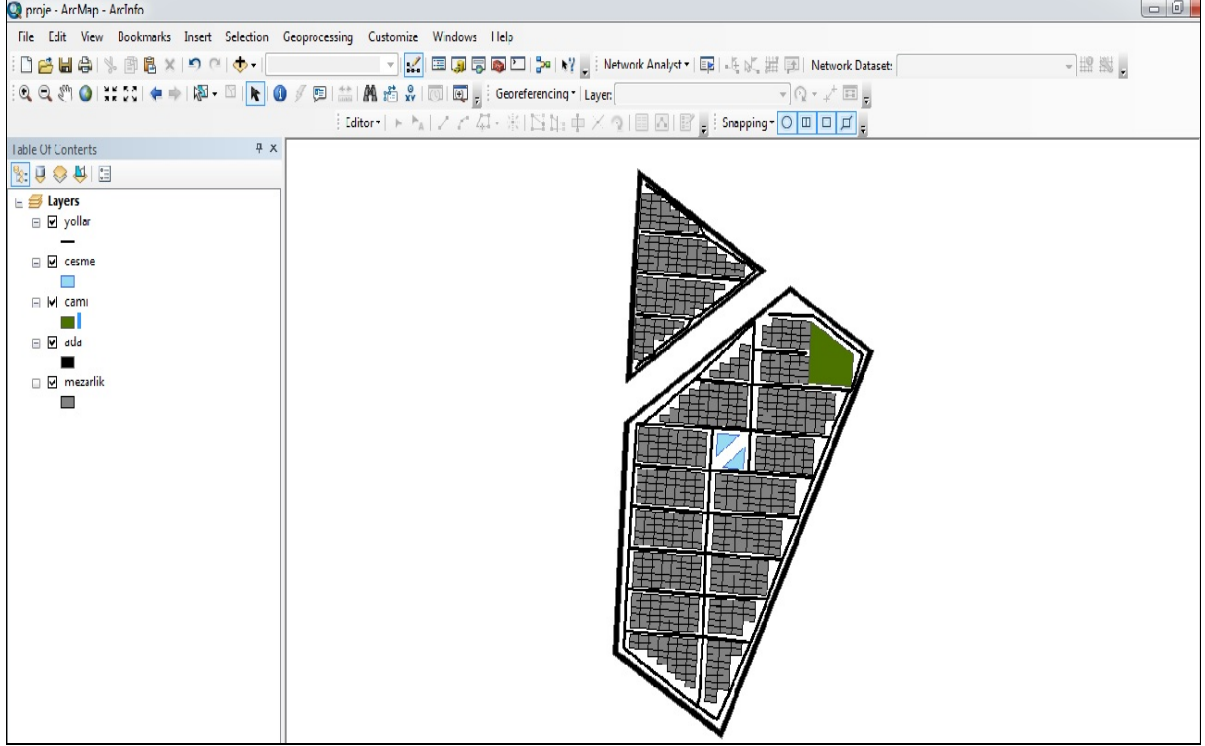 proje - ArcMap - ArcInfo
File Edit View Bookmarks Insert Selection Geoprocessing Customize Windows Help
Network Analyst Network Dataset:
Georeferencing Layer:
Editor Snapping
Table Of Contents
Layers
yollar
cesme
cami
ada
mezarlik